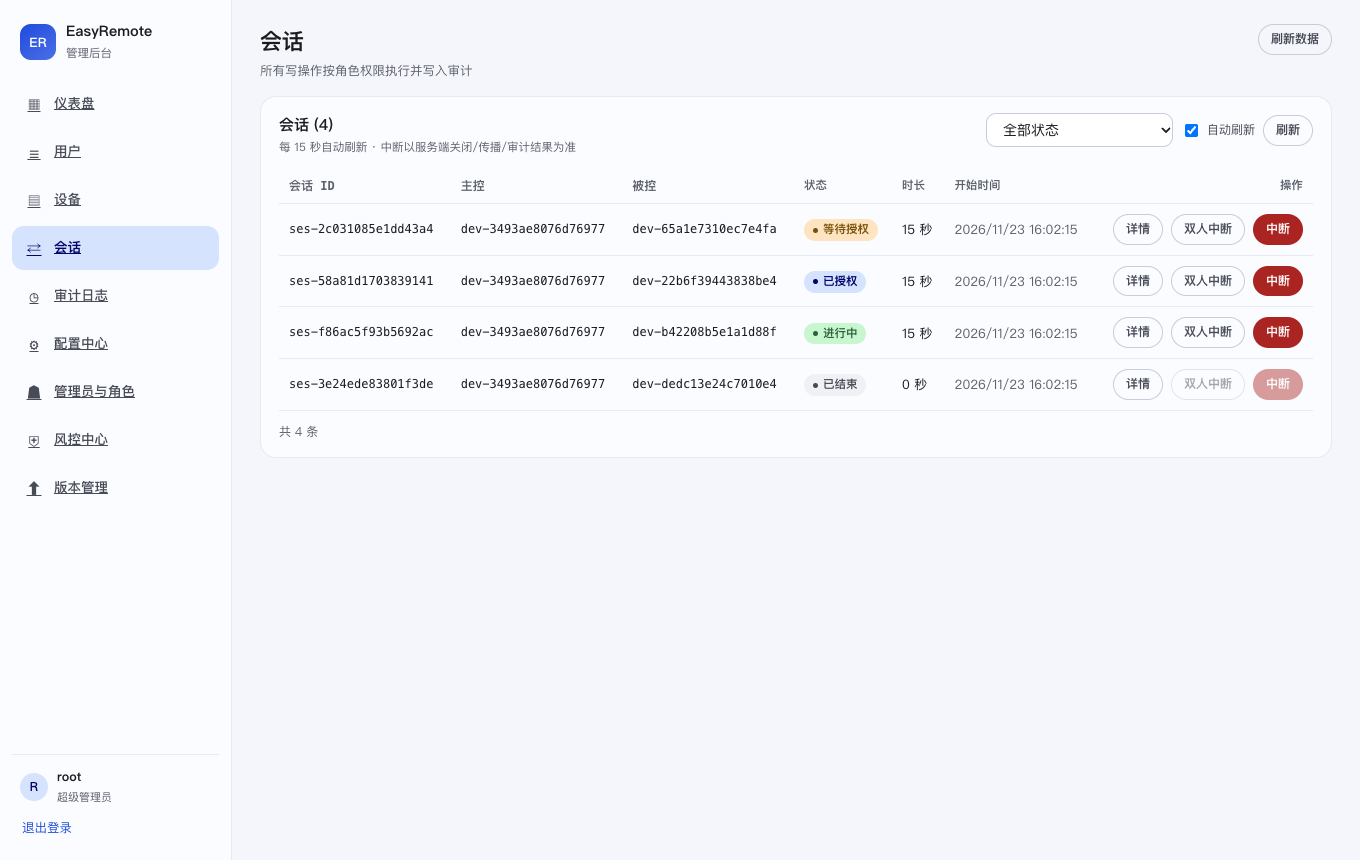 ER
EasyRemote
管理后台
仪表盘
用户
设备
会话
审计日志
配置中心
管理员与角色
风控中心
版本管理
R
root
超级管理员
退出登录
会话
所有写操作按角色权限执行并写入审计
刷新数据
会话 (4)
每 15 秒自动刷新 · 中断以服务端关闭/传播/审计结果为准
全部状态
自动刷新
刷新
会话 ID 主控 被控 状态 时长 开始时间 操作
ses-2c031085e1dd43a4 dev-3493ae8076d76977 dev-65a1e7310ec7e4fa 等待授权 15 秒 2026/11/23 16:02:15 详情 双人中断 中断
ses-58a81d1703839141 dev-3493ae8076d76977 dev-22b6f39443838be4 已授权 15 秒 2026/11/23 16:02:15 详情 双人中断 中断
ses-f86ac5f93b5692ac dev-3493ae8076d76977 dev-b42208b5e1a1d88f 进行中 15 秒 2026/11/23 16:02:15 详情 双人中断 中断
ses-3e24ede83801f3de dev-3493ae8076d76977 dev-dedc13e24c7010e4 已结束 0 秒 2026/11/23 16:02:15 详情 双人中断 中断
共 4 条